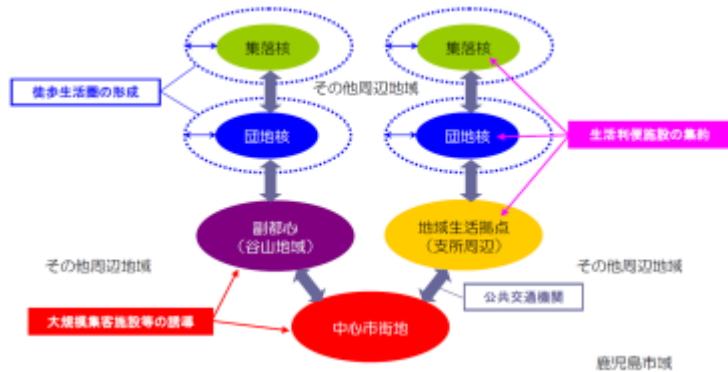 集落核
集落核
その他周辺地域
徒歩生活圏の形成
団地核
団地核
生活利便施設の集約
副都心
（谷山地域）
地域生活拠点
（支所周辺）
その他周辺地域
その他周辺地域
公共交通機関
大規模集客施設等の誘導
中心市街地
鹿児島市域